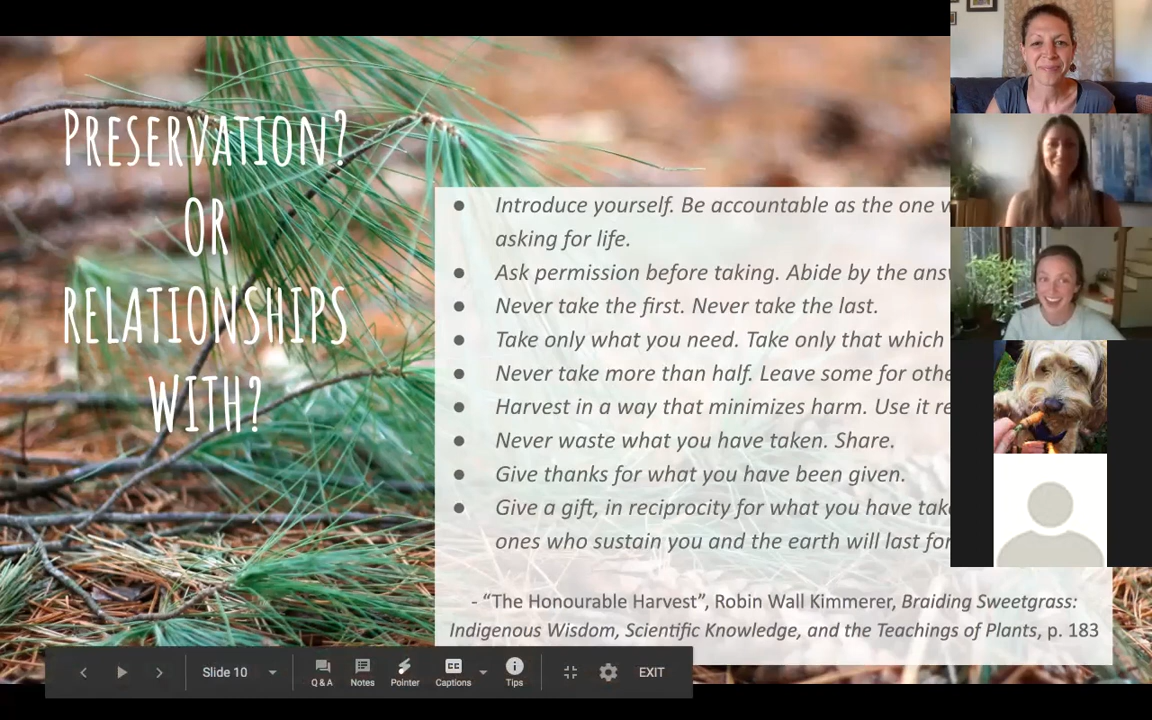 PRESERVATION?
OR
RELATIONSHIPS
WITH?
● Introduce yourself. Be accountable as the one
asking for life.
● Ask permission before taking. Abide by the
● Never take the first. Never take the last.
● Take only what you need. Take only that which
● Never take more than half. Leave some for
● Harvest in a way that minimizes harm. Use it
● Never waste what you have taken. Share.
● Give thanks for what you have been given.
● Give a gift, in reciprocity for what you have
ones who sustain you and the earth will last
- “The Honourable Harvest”, Robin Wall Kimmerer, Braiding Sweetgrass:
Indigenous Wisdom, Scientific Knowledge, and the Teachings of Plants, p. 183
Slide 10
Q & A
Notes
Pointer
CC
Captions
Tips
EXIT